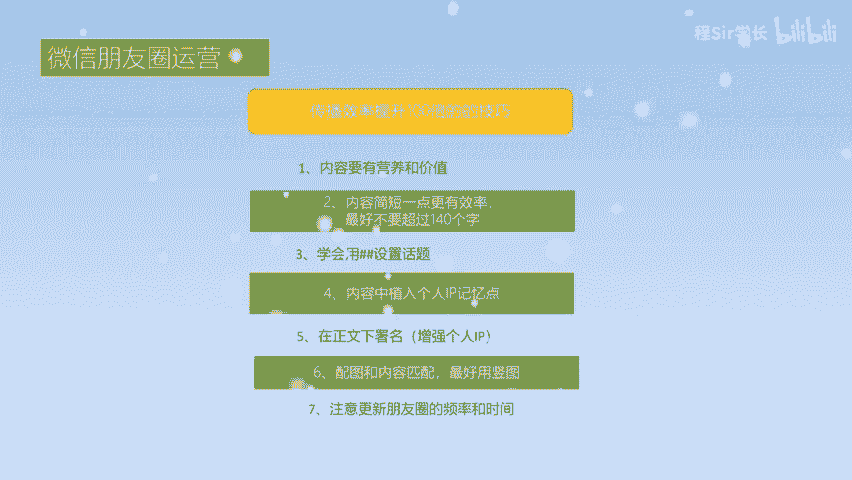 程Sir学长 bilibili
微信朋友圈运营
1、内容要有营养和价值
2、内容简短一点更有效率，
最好不要超过140个字
3、学会用##设置话题
4、内容中植入个人IP记忆点
5、在正文下署名（增强个人IP）
6、配图和内容匹配，最好用竖图
7、注意更新朋友圈的频率和时间